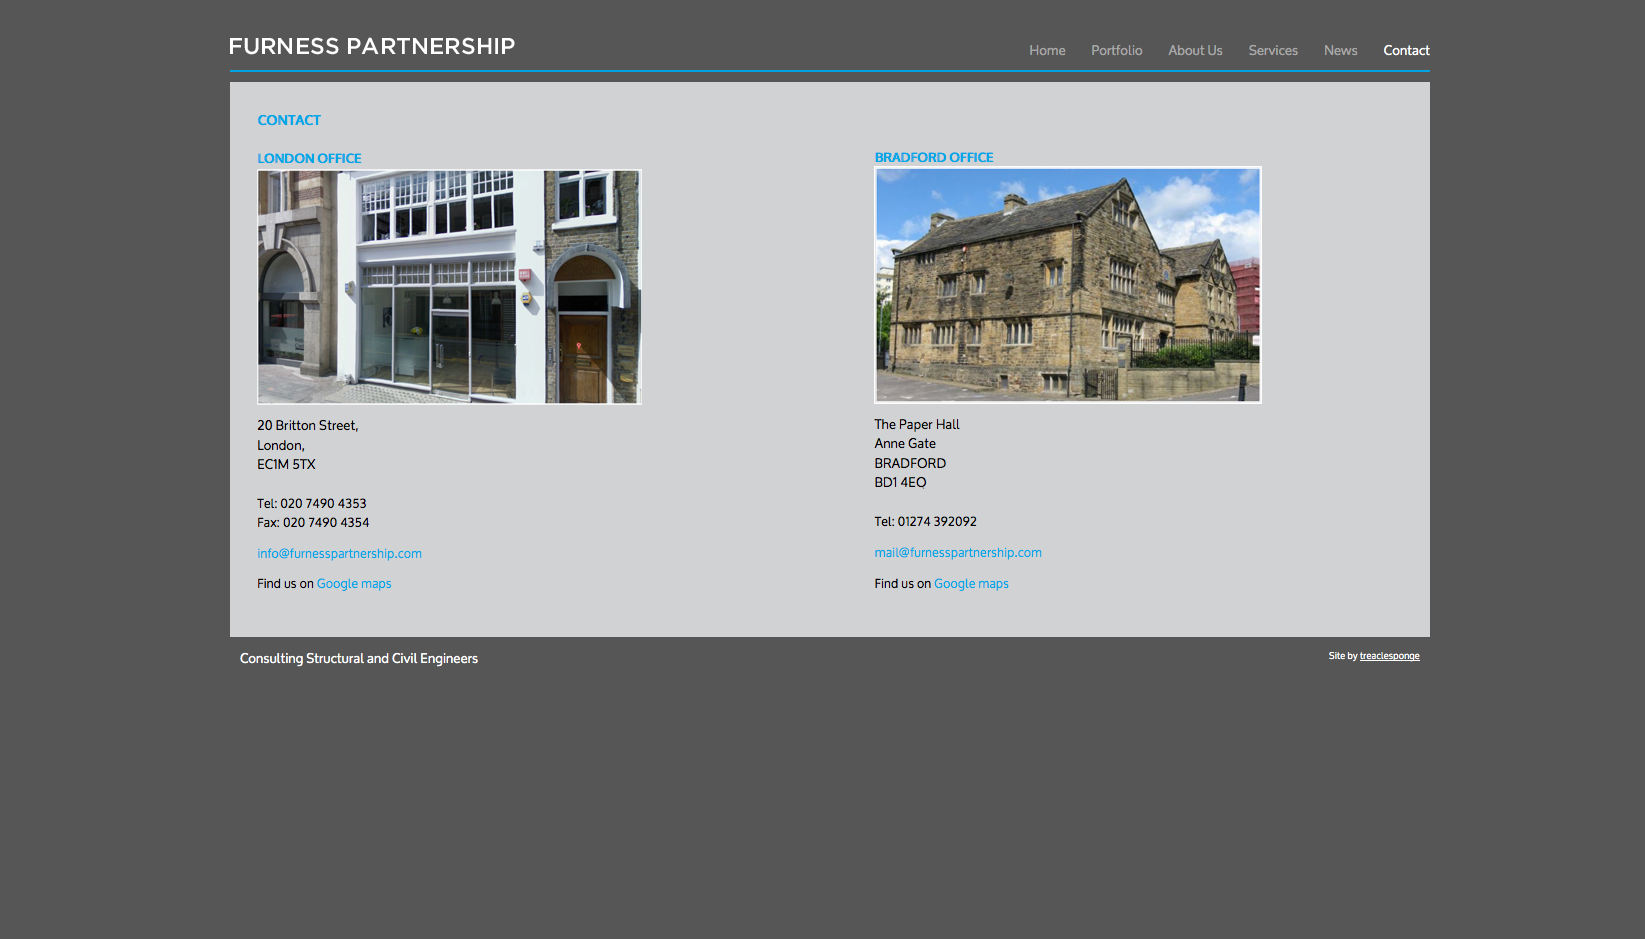 FURNESS PARTNERSHIP
Home Portfolio About Us Services News Contact
CONTACT
LONDON OFFICE
20 Britton Street,
London,
EC1M 5TX
Tel: 020 7490 4353
Fax: 020 7490 4354
info@furnesspartnership.com
Find us on Google maps
BRADFORD OFFICE
The Paper Hall
Anne Gate
BRADFORD
BD1 4EQ
Tel: 01274 392092
mail@furnesspartnership.com
Find us on Google maps
Consulting Structural and Civil Engineers
Site by treaclesponge